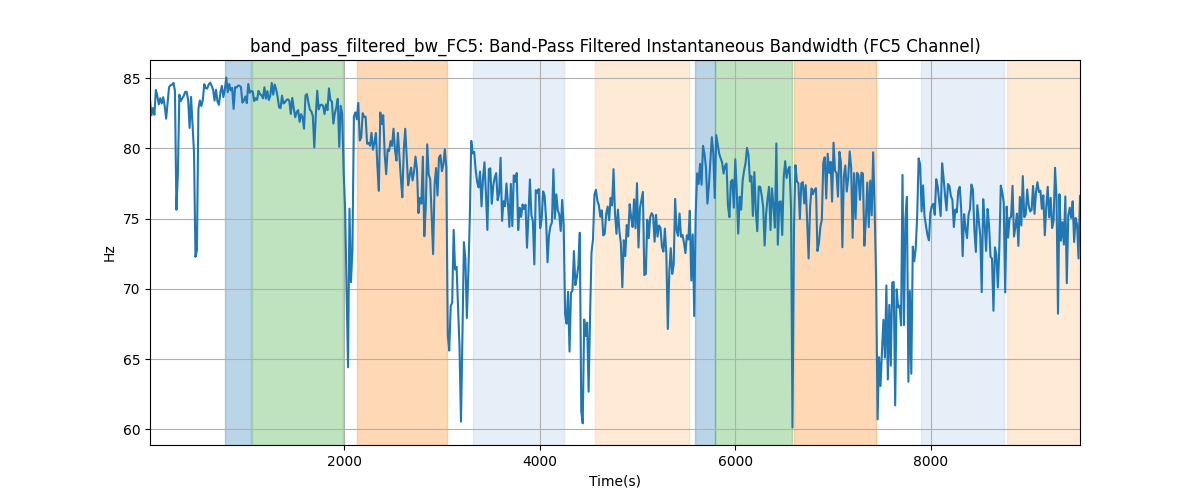 band_pass_filtered_bw_FC5: Band-Pass Filtered Instantaneous Bandwidth (FC5 Channel)
85
80
75
70
65
60
Hz
2000 4000 6000 8000
Time(s)